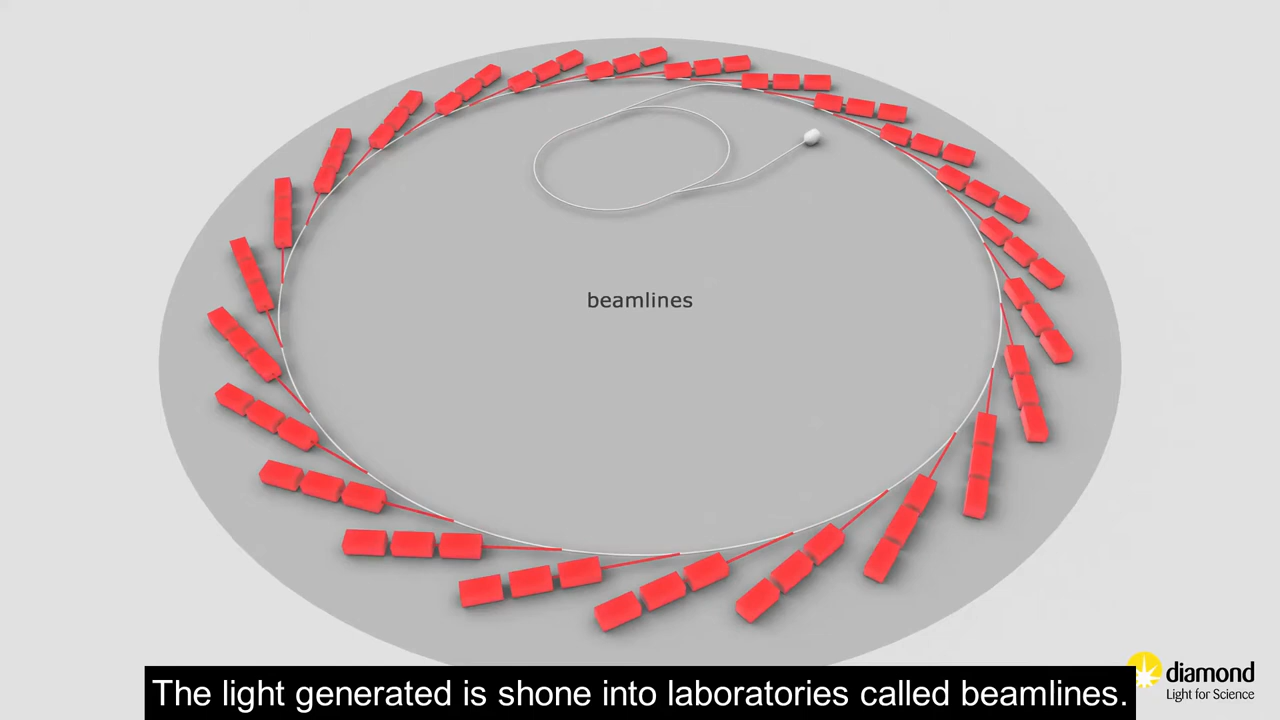 beamlines
diamond
Light for Science
The light generated is shone into laboratories called beamlines.